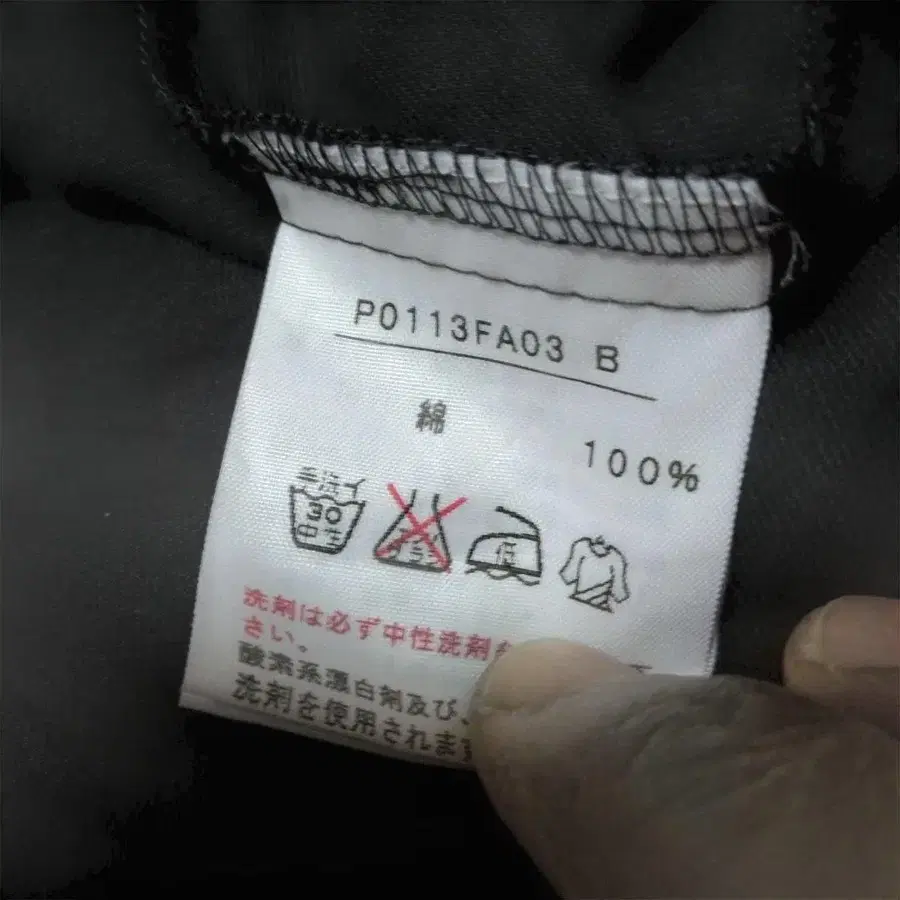 P0113FA03 B
綿
100%
手洗イ
30
中性
低
洗剤は必ず中性洗剤
さい。
酸素系漂白剤及び、
洗剤を使用されます